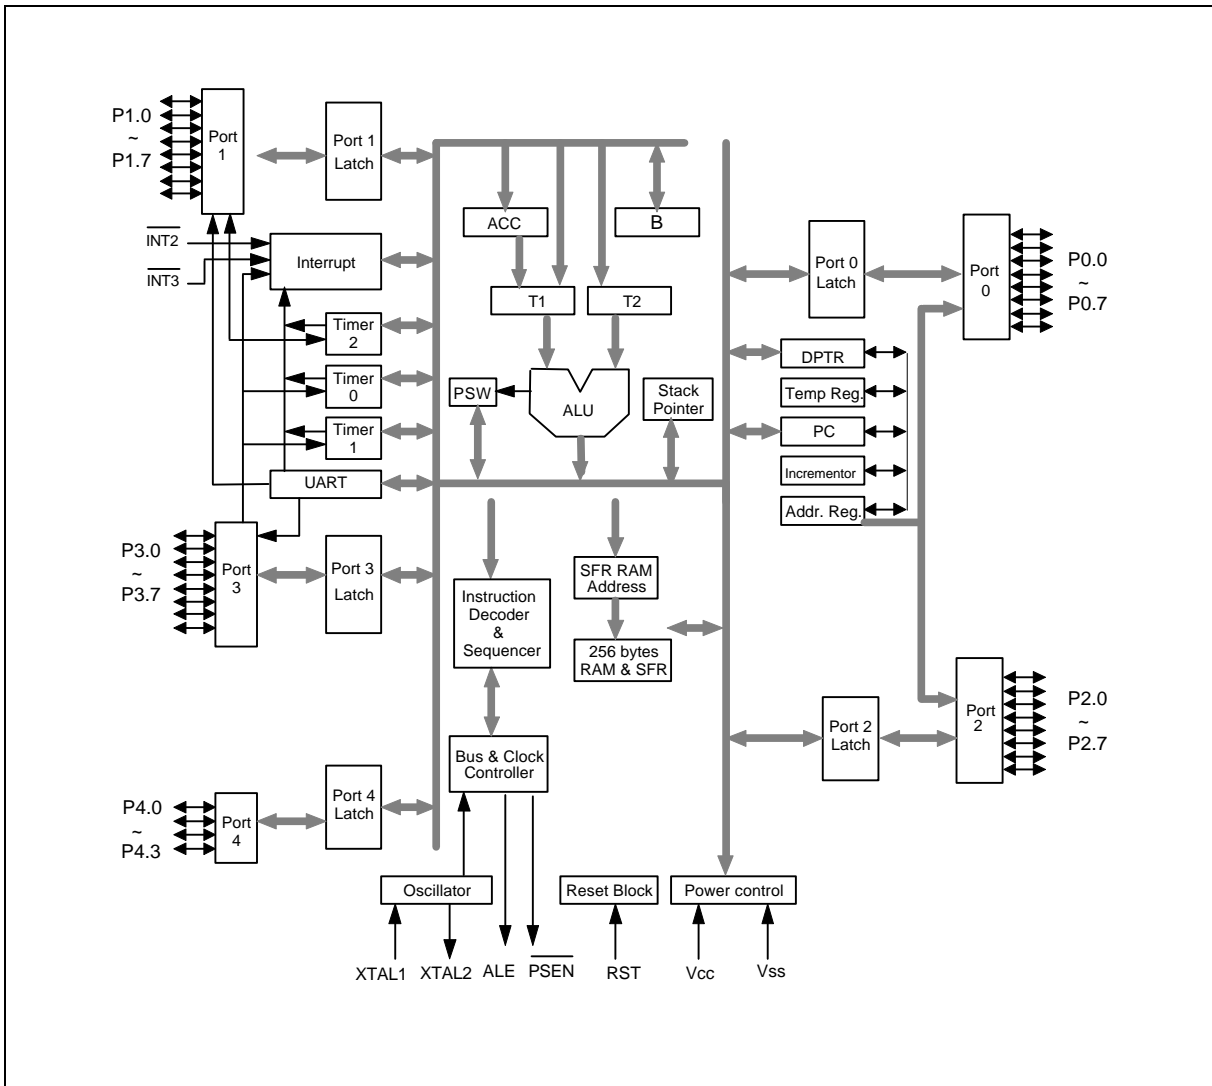 P1.0
~
P1.7
Port
1
Port 1
Latch
INT2
INT3
Interrupt
Timer
2
Timer
0
Timer
1
UART
P3.0
~
P3.7
Port
3
Port 3
Latch
P4.0
~
P4.3
Port
4
Port 4
Latch
ACC
B
T1
T2
PSW
ALU
Stack
Pointer
Instruction
Decoder
&
Sequencer
SFR RAM
Address
256 bytes
RAM & SFR
Bus & Clock
Controller
Oscillator
Reset Block
Power control
XTAL1
XTAL2
ALE
PSEN
RST
Vcc
Vss
Port 0
Latch
Port
0
P0.0
~
P0.7
DPTR
Temp Reg.
PC
Incrementor
Addr. Reg.
Port 2
Latch
Port
2
P2.0
~
P2.7